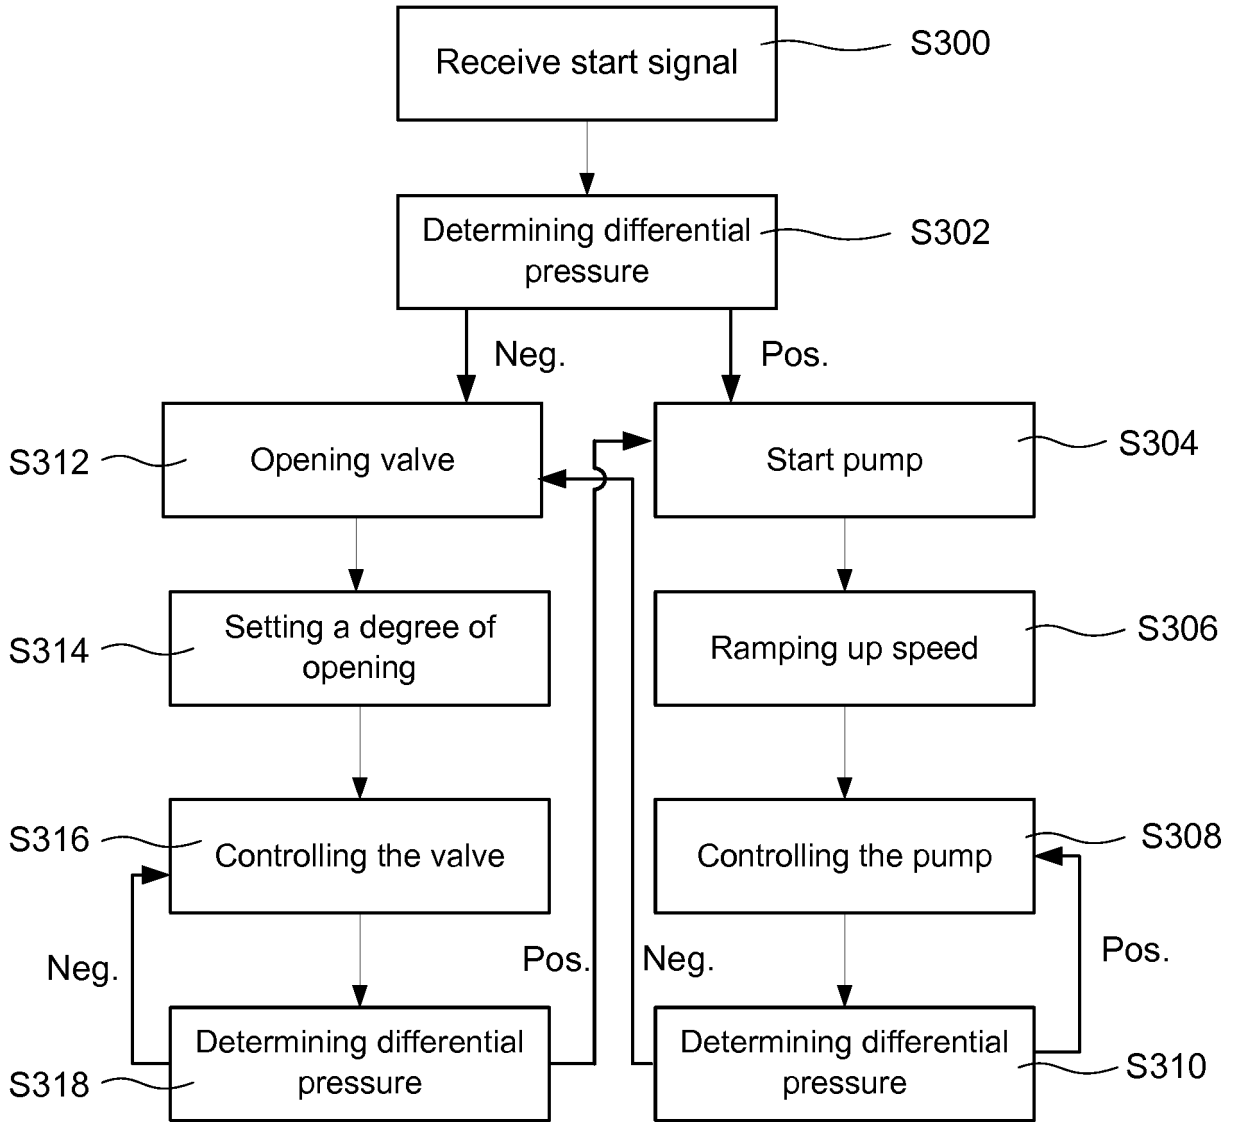 Receive start signal
S300
Determining differential
pressure
S302
Neg.
Pos.
S312
Opening valve
Start pump
S304
S314
Setting a degree of
opening
Ramping up speed
S306
S316
Controlling the valve
Controlling the pump
S308
Neg.
Pos.
Neg.
Pos.
S318
Determining differential
pressure
Determining differential
pressure
S310